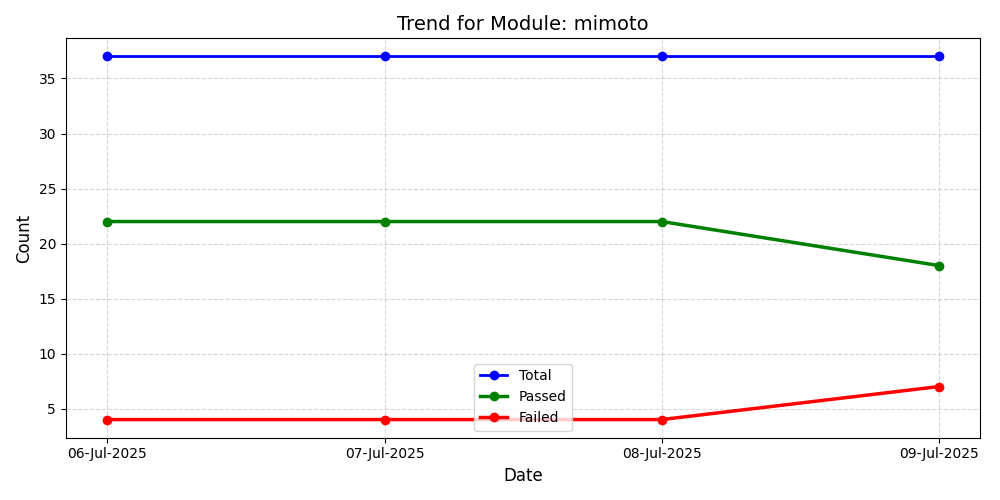 Trend for Module: mimoto
Count
35
30
25
20
15
10
5
Total
Passed
Failed
06-Jul-2025 07-Jul-2025 08-Jul-2025 09-Jul-2025
Date